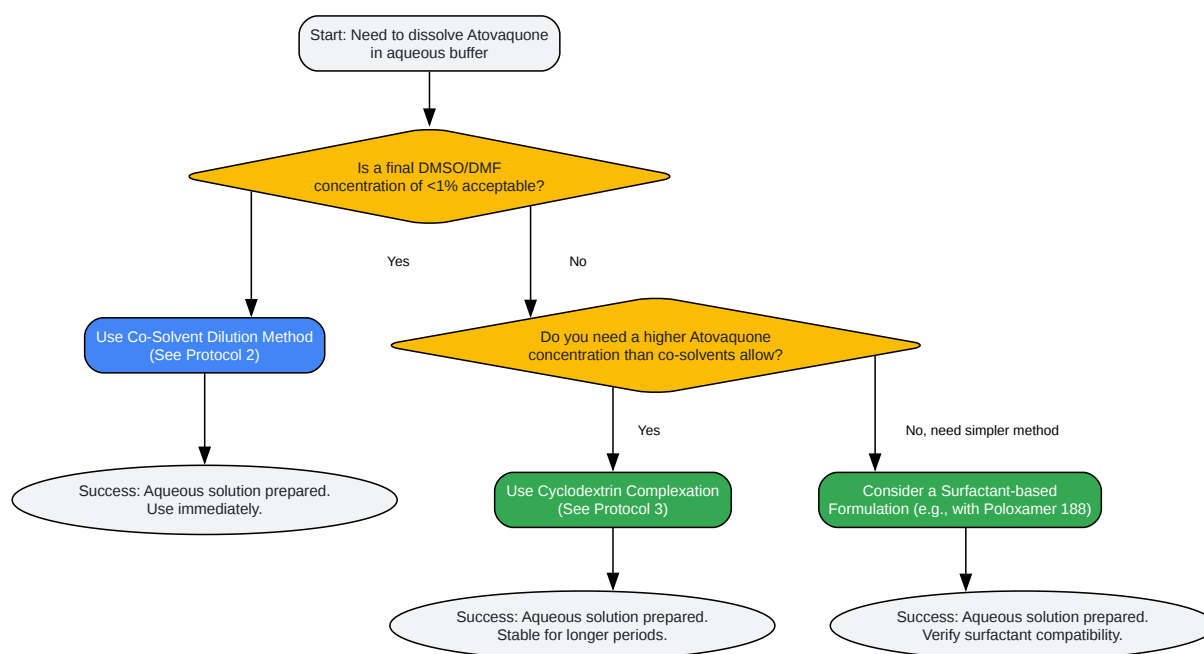 Start: Need to dissolve Atovaquone
in aqueous buffer
Is a final DMSO/DMF
concentration of <1% acceptable?
Yes
No
Use Co-Solvent Dilution Method
(See Protocol 2)
Do you need a higher Atovaquone
concentration than co-solvents allow?
Yes
No, need simpler method
Success: Aqueous solution prepared.
Use immediately.
Use Cyclodextrin Complexation
(See Protocol 3)
Consider a Surfactant-based
Formulation (e.g., with Poloxamer 188)
Success: Aqueous solution prepared.
Stable for longer periods.
Success: Aqueous solution prepared.
Verify surfactant compatibility.